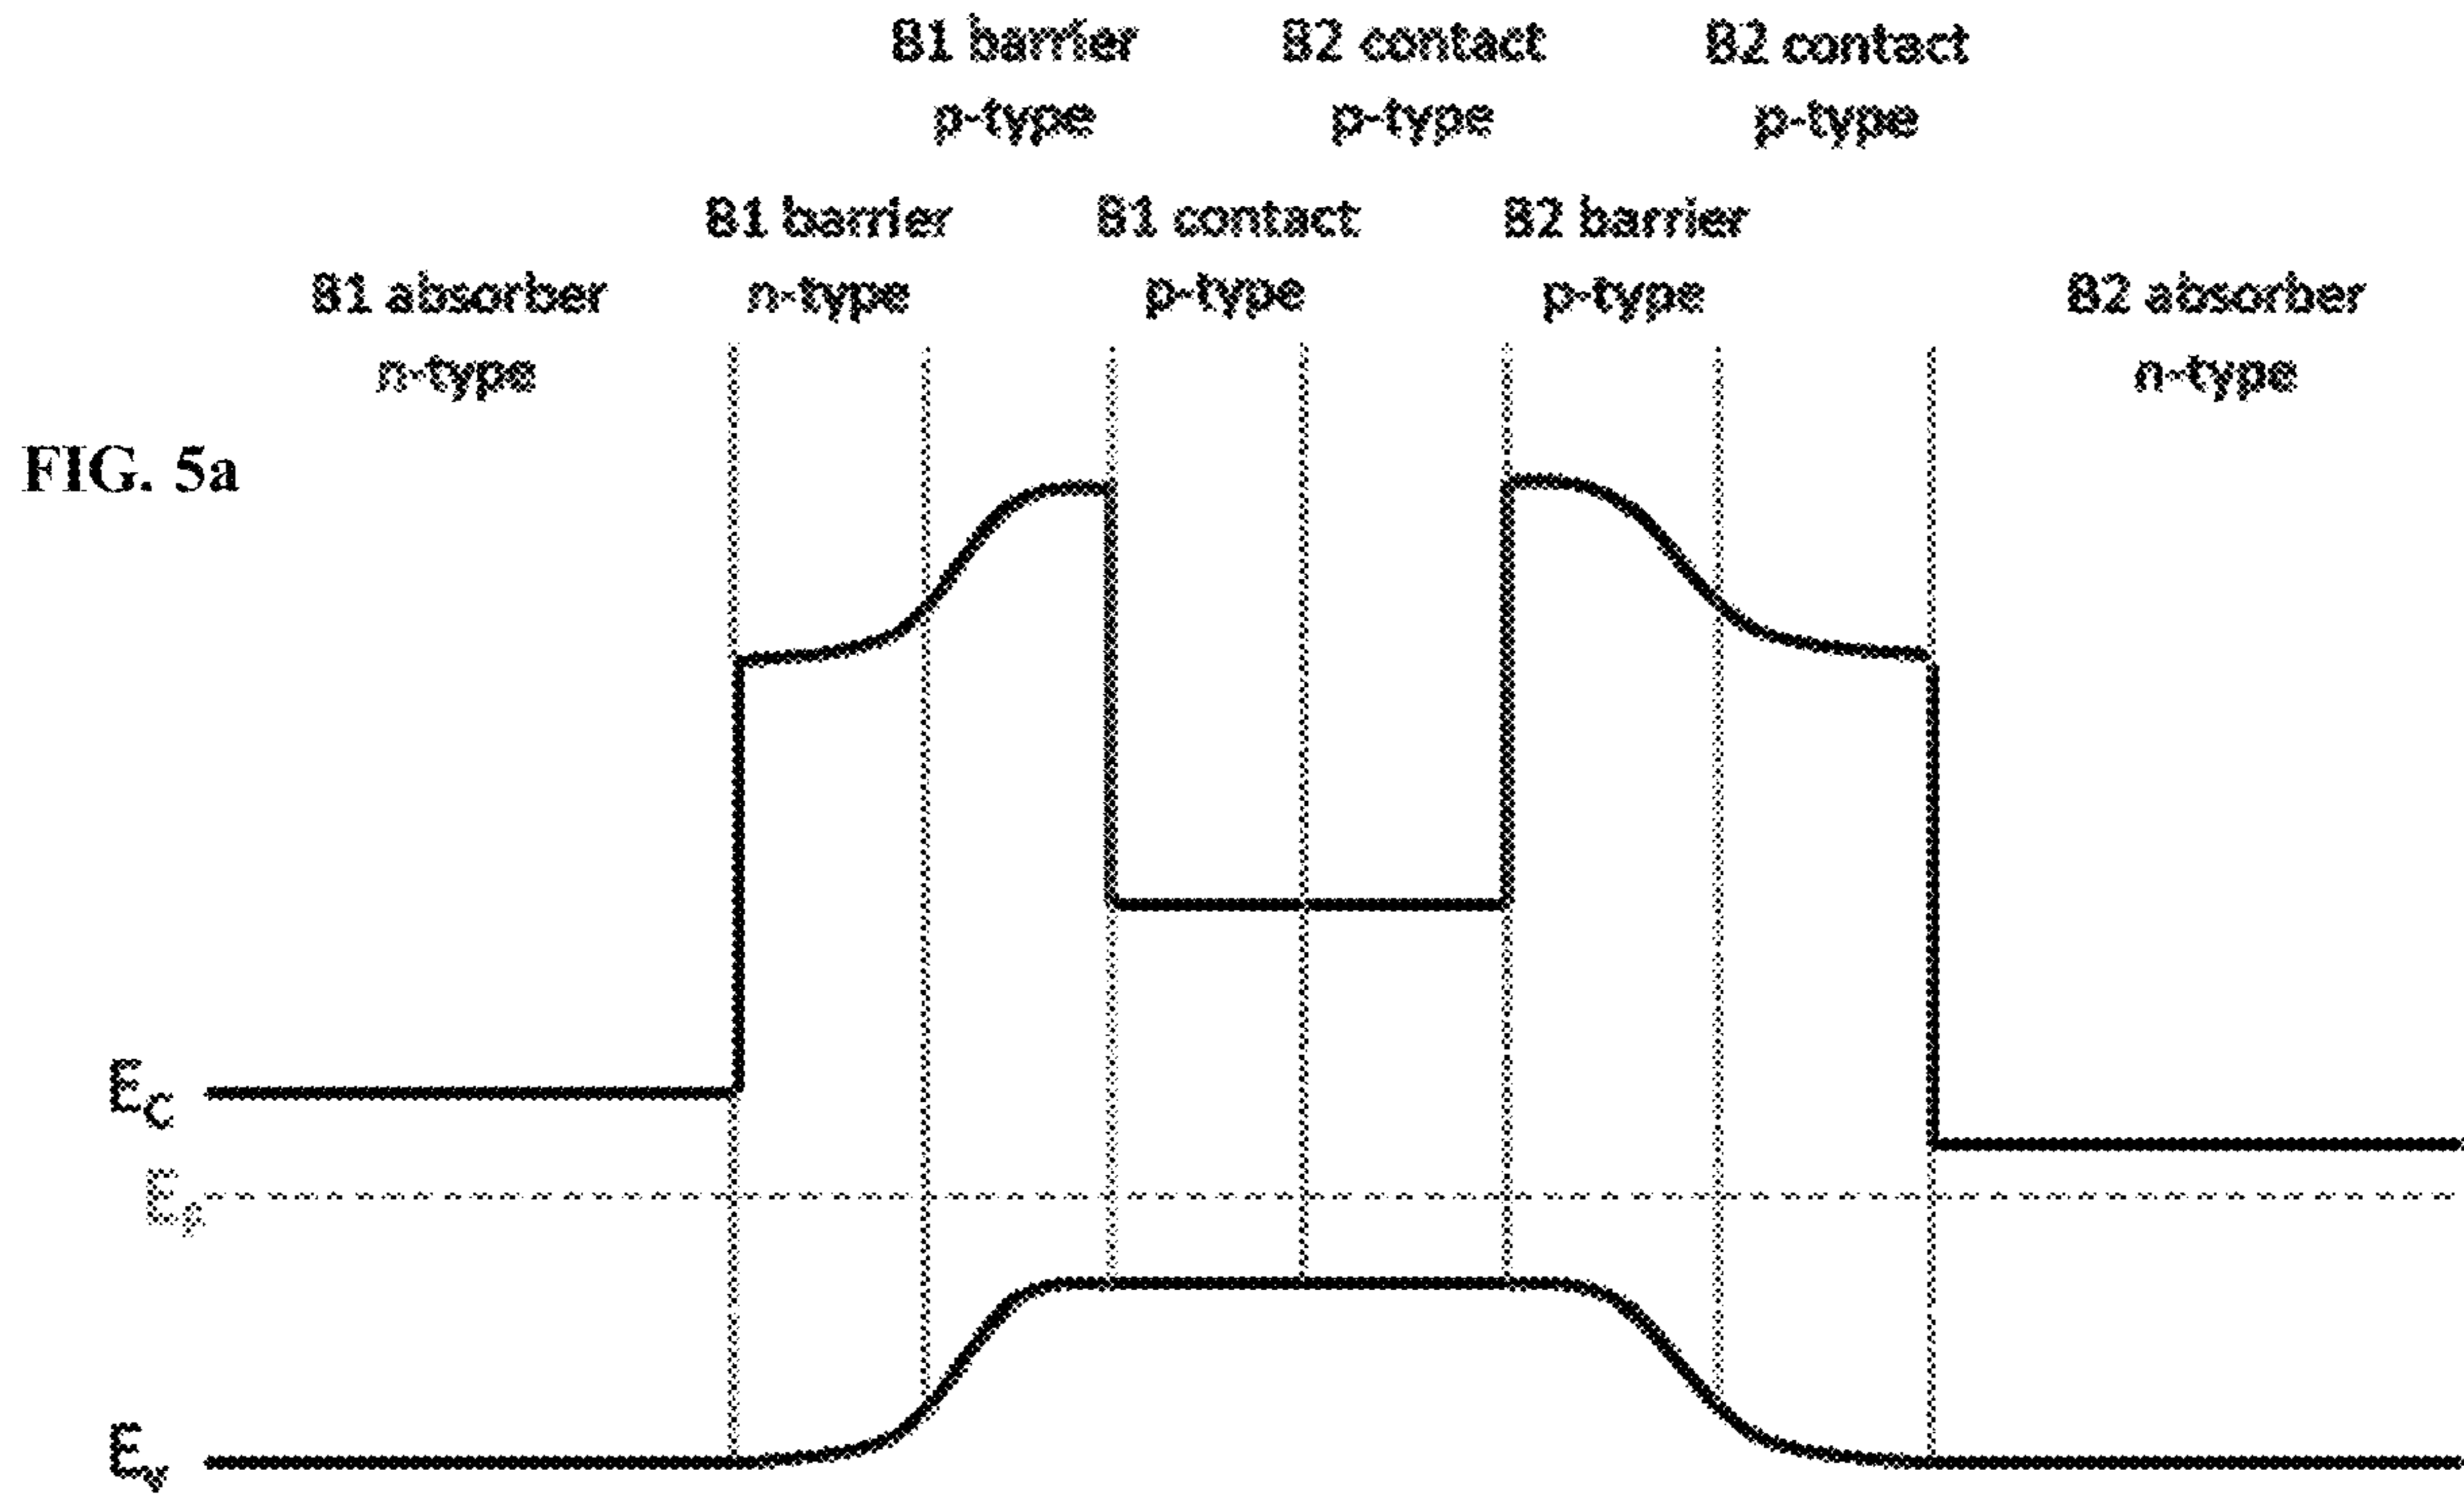 B1 barrier
p-type
B2 contact
p-type
B2 contact
p-type
B1 absorber
n-type
B1 barrier
n-type
B1 contact
p-type
B2 barrier
p-type
B2 absorber
n-type
FIG. 5a
E_C
E_f
E_v